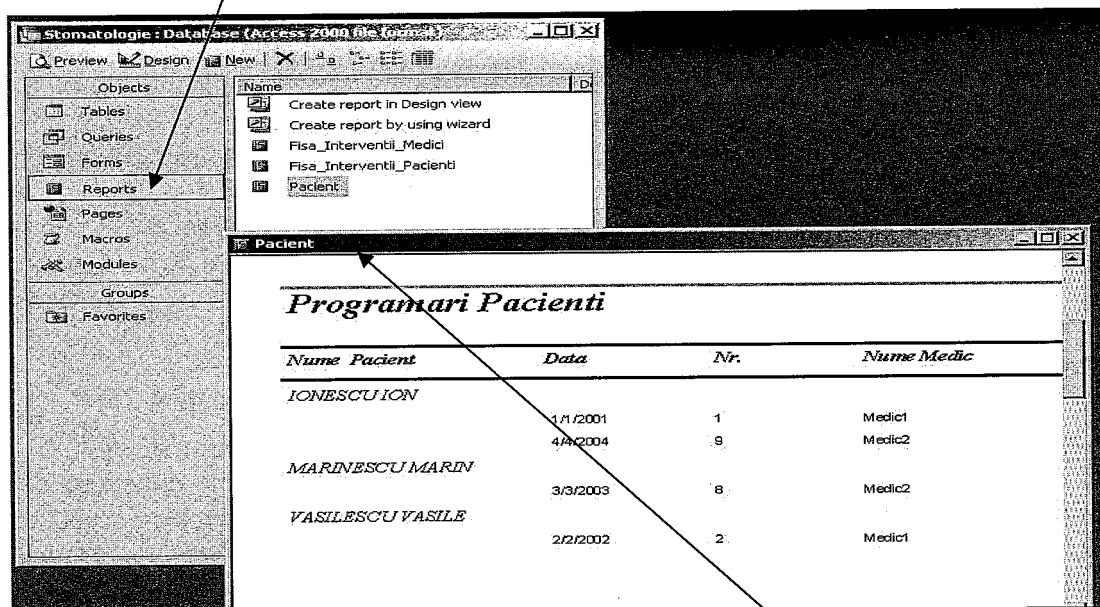 Stomatologie : Database (Access 2000 file format)
Preview Design New
Objects
Tables
Queries
Forms
Reports
Pages
Macros
Modules
Groups
Favorites
Name
Create report in Design view
Create report by using wizard
Fisa_Interventii_Medici
Fisa_Interventii_Pacienti
Pacient
Pacient
Programari Pacienti
Nume Pacient Data Nr. Nume Medic
IONESCU ION
1/1/2001 1 Medic1
4/4/2004 9 Medic2
MARINESCU MARIN
3/3/2003 8 Medic2
VASILESCU VASILE
2/2/2002 2 Medic1